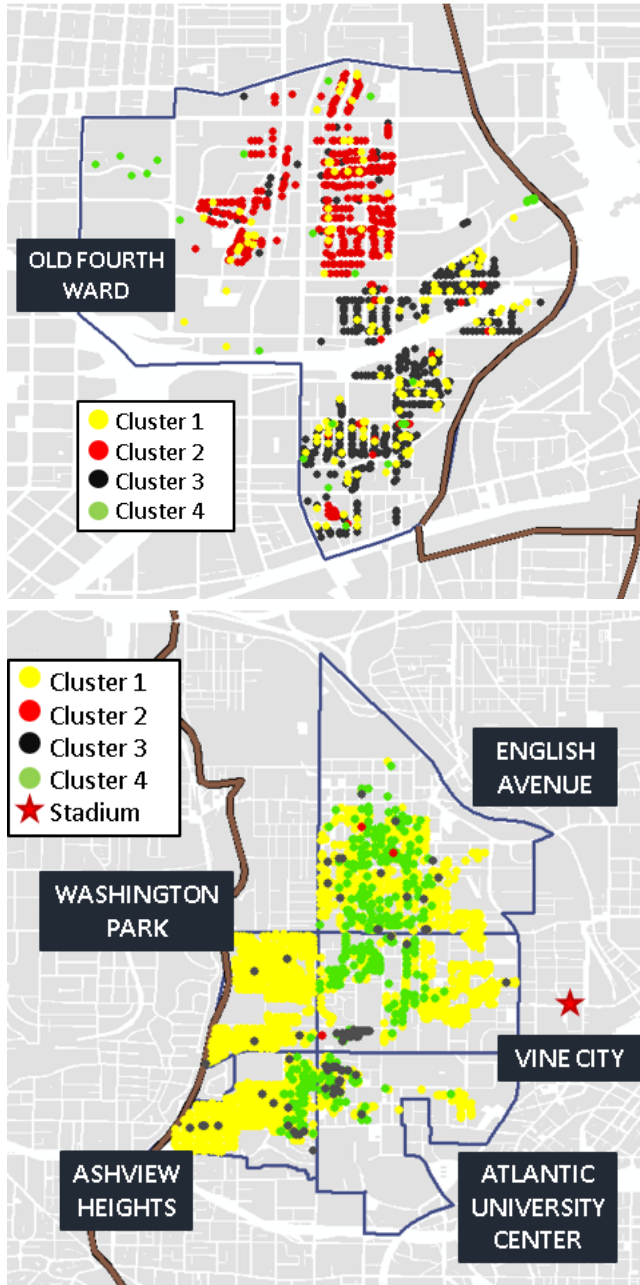 OLD FOURTH
WARD
Cluster 1
Cluster 2
Cluster 3
Cluster 4
Cluster 1
Cluster 2
Cluster 3
Cluster 4
Stadium
ENGLISH
AVENUE
WASHINGTON
PARK
VINE CITY
ASHVIEW
HEIGHTS
ATLANTIC
UNIVERSITY
CENTER